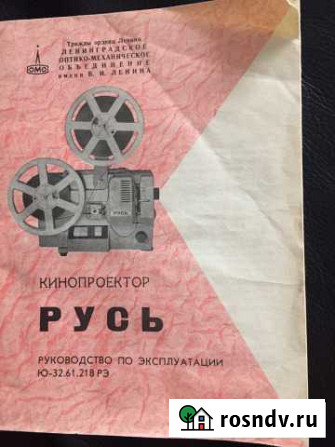 Трижды ордена Ленина
ЛЕНИНГРАДСКОЕ
ОПТИКО-МЕХАНИЧЕСКОЕ
ОБЪЕДИНЕНИЕ
имени В. И. ЛЕНИНА
ЛОМО
РУСЬ
КИНОПРОЕКТОР
РУСЬ
РУКОВОДСТВО ПО ЭКСПЛУАТАЦИИ
Ю-32.61.218 РЭ
rosndv.ru